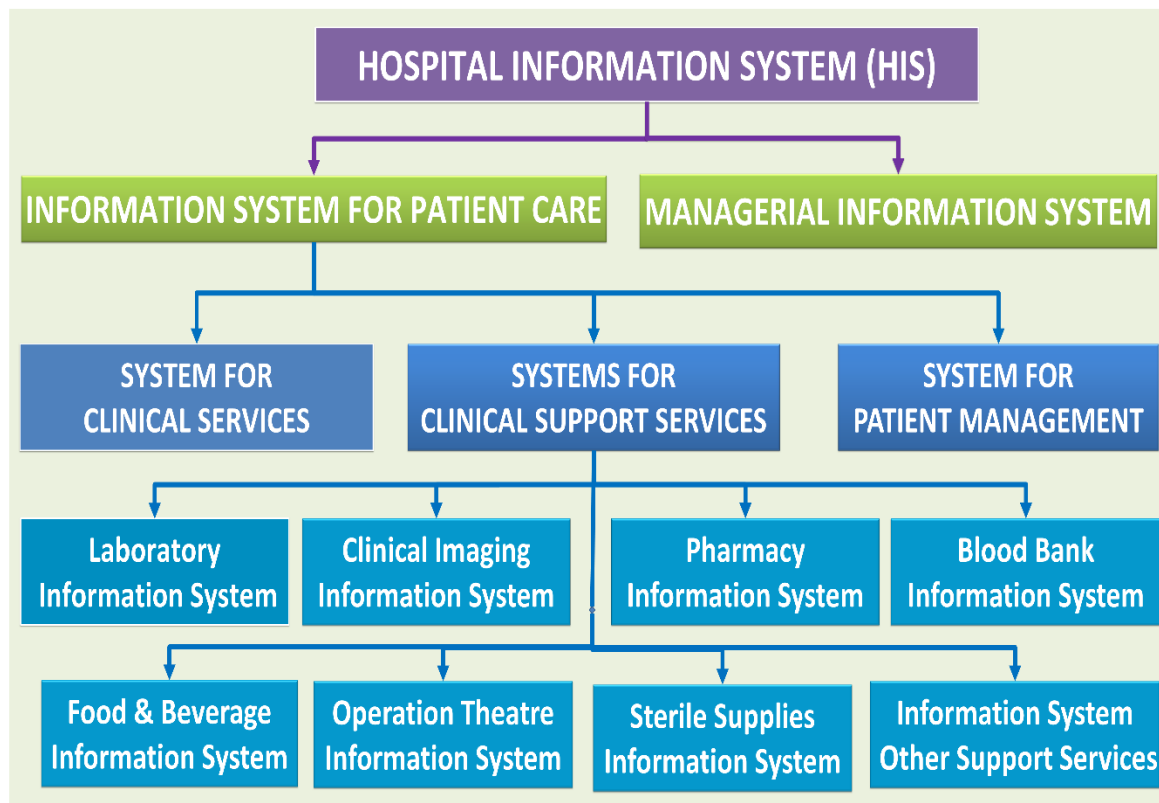 HOSPITAL INFORMATION SYSTEM (HIS)
INFORMATION SYSTEM FOR PATIENT CARE
MANAGERIAL INFORMATION SYSTEM
SYSTEM FOR
CLINICAL SERVICES
SYSTEMS FOR
CLINICAL SUPPORT SERVICES
SYSTEM FOR
PATIENT MANAGEMENT
Laboratory
Information System
Clinical Imaging
Information System
Pharmacy
Information System
Blood Bank
Information System
Food & Beverage
Information System
Operation Theatre
Information System
Sterile Supplies
Information System
Information System
Other Support Services